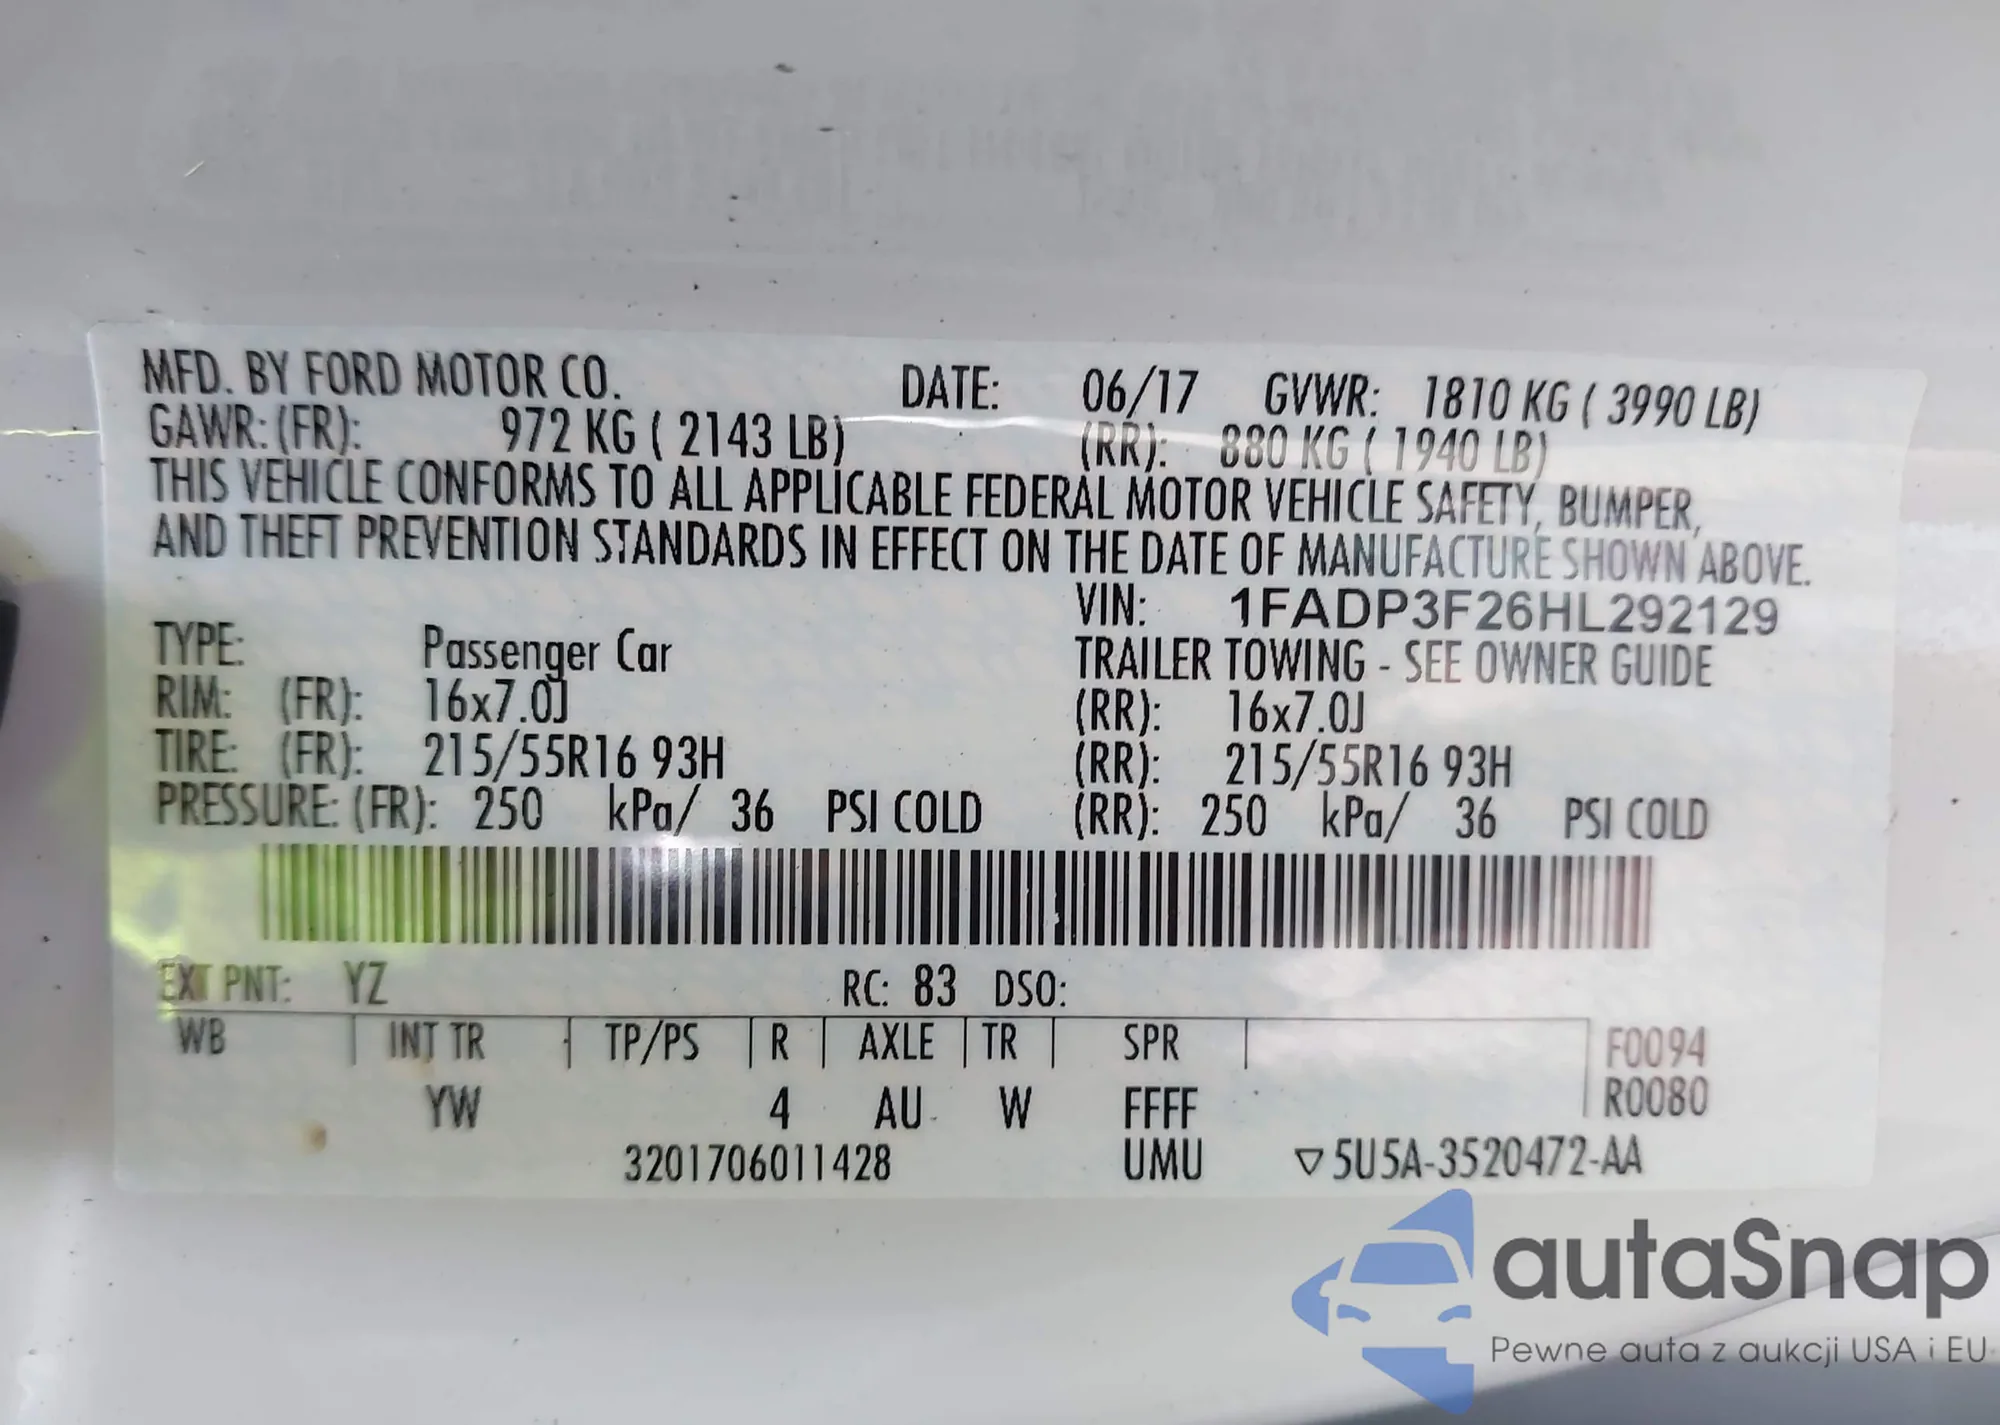 MFD. BY FORD MOTOR CO. DATE: 06/17 GVWR: 1810 KG ( 3990 LB)
GAWR: (FR): 972 KG ( 2143 LB) (RR): 880 KG ( 1940 LB)
THIS VEHICLE CONFORMS TO ALL APPLICABLE FEDERAL MOTOR VEHICLE SAFETY, BUMPER,
AND THEFT PREVENTION STANDARDS IN EFFECT ON THE DATE OF MANUFACTURE SHOWN ABOVE.
VIN: 1FADP3F26HL292129
TYPE: Passenger Car TRAILER TOWING - SEE OWNER GUIDE
RIM: (FR): 16x7.0J (RR): 16x7.0J
TIRE: (FR): 215/55R16 93H (RR): 215/55R16 93H
PRESSURE: (FR): 250 kPa/ 36 PSI COLD (RR): 250 kPa/ 36 PSI COLD
EXT PNT: YZ RC: 83 DSO:
WB INT TR TP/PS R AXLE TR SPR F0094
YW 4 AU W FFFF R0080
3201706011428 UMU ▽5U5A-3520472-AA
autaSnap
Pewne auta z aukcji USA i EU